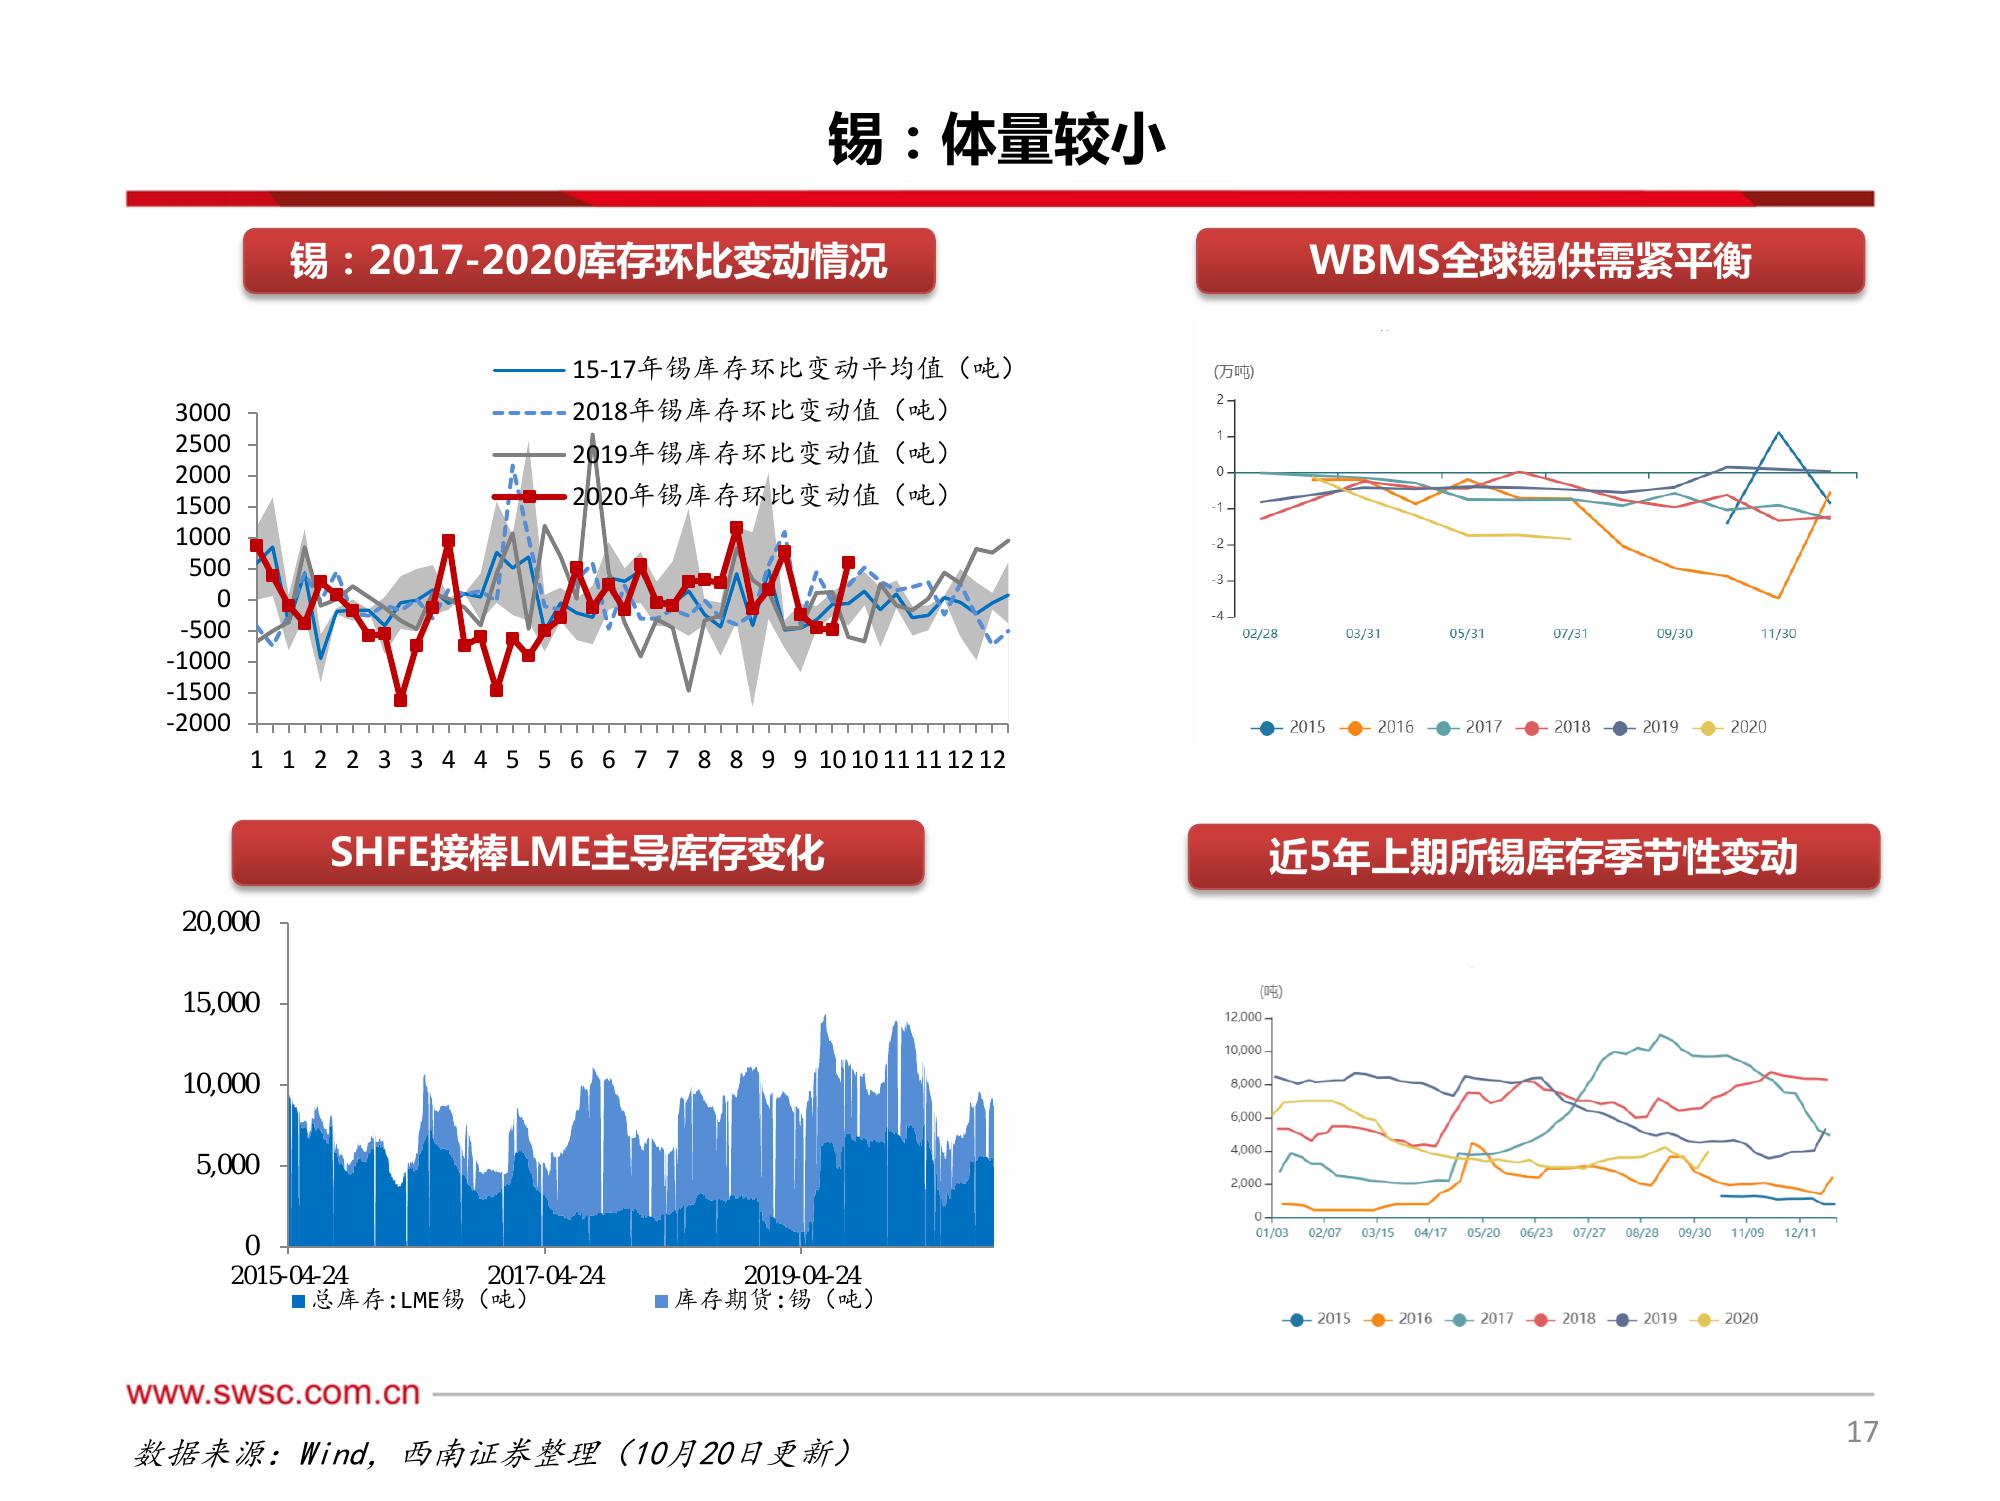 锡：体量较小
锡：2017-2020库存环比变动情况
15-17年锡库存环比变动平均值（吨）
2018年锡库存环比变动值（吨）
2019年锡库存环比变动值（吨）
2020年锡库存环比变动值（吨）
3000
2500
2000
1500
1000
500
0
-500
-1000
-1500
-2000
1 1 2 2 3 3 4 4 5 5 6 6 7 7 8 8 9 9 10 10 11 11 12 12
WBMS全球锡供需紧平衡
(万吨)
2
1
0
-1
-2
-3
-4
02/28 03/31 05/31 07/31 09/30 11/30
2015 2016 2017 2018 2019 2020
SHFE接棒LME主导库存变化
20,000
15,000
10,000
5,000
0
2015-04-24 2017-04-24 2019-04-24
总库存:LME锡（吨） 库存期货:锡（吨）
近5年上期所锡库存季节性变动
(吨)
12,000
10,000
8,000
6,000
4,000
2,000
0
01/03 02/07 03/15 04/17 05/20 06/23 07/27 08/28 09/30 11/09 12/11
2015 2016 2017 2018 2019 2020
www.swsc.com.cn
数据来源：Wind，西南证券整理（10月20日更新）
17